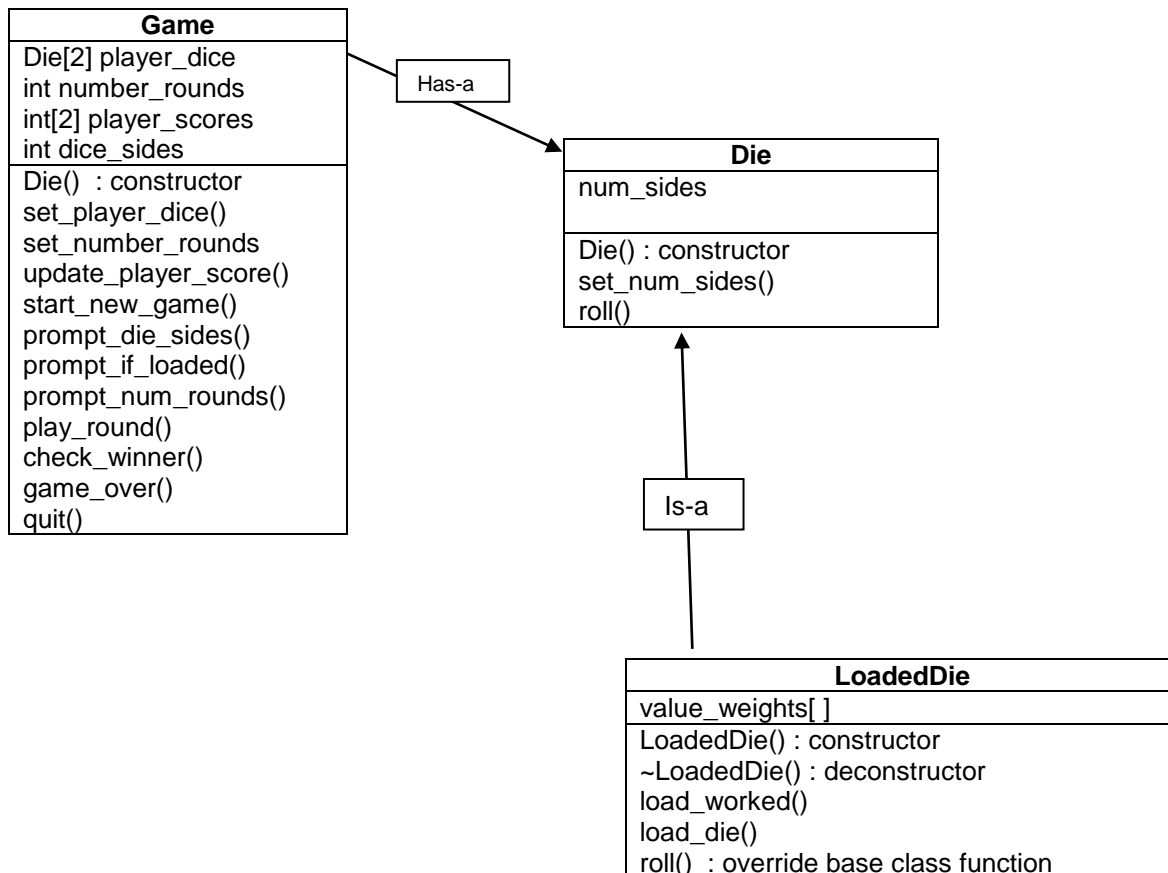 Game
Die[2] player_dice
int number_rounds
int[2] player_scores
int dice_sides
Die() : constructor
set_player_dice()
set_number_rounds
update_player_score()
start_new_game()
prompt_die_sides()
prompt_if_loaded()
prompt_num_rounds()
play_round()
check_winner()
game_over()
quit()
Has-a
Die
num_sides
Die() : constructor
set_num_sides()
roll()
Is-a
LoadedDie
value_weights[ ]
LoadedDie() : constructor
~LoadedDie() : deconstructor
load_worked()
load_die()
roll() : override base class function